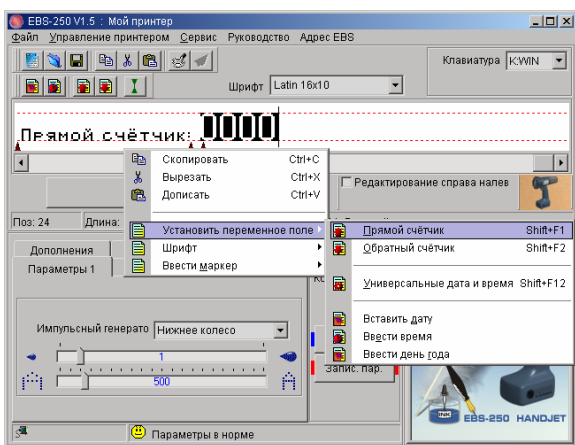 EBS-250 V1.5 : Мой принтер
Файл Управление принтером Сервис Руководство Адрес EBS
Клавиатура K:WIN
Шрифт Latin 16x10
Прямой счётчик: 0000
Скопировать Ctrl+C
Вырезать Ctrl+X
Дописать Ctrl+V
Редактирование справа налев
Поз: 24 Длина:
Установить переменное поле
Шрифт
Ввести маркер
Прямой счётчик Shift+F1
Обратный счётчик Shift+F2
Универсальные дата и время Shift+F12
Вставить дату
Ввести время
Ввести день года
Дополнения
Параметры 1
Импульсный генерато Нижнее колесо
1
500
Запис. пар.
INK
EBS-250 HANDJET
Параметры в норме